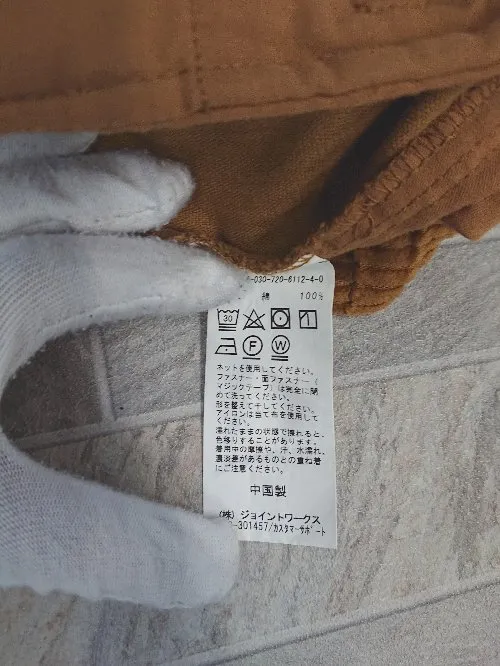 -030-720-6112-4-0
綿 100%
30
F W
ネットを使用してください。
ファスナー・面ファスナー(
マジックテープ)は完全に閉
めて洗ってください。
形を整えて干してください。
アイロンは当て布を使用して
ください。
濡れたままの状態で擦れると、
色移りすることがあります。
着用中の摩擦や、汗、水濡れ、
濃淡差があるものとの重ね着
にご注意ください。
中国製
(株)ジョイントワークス
-301457/カスタマーサポート